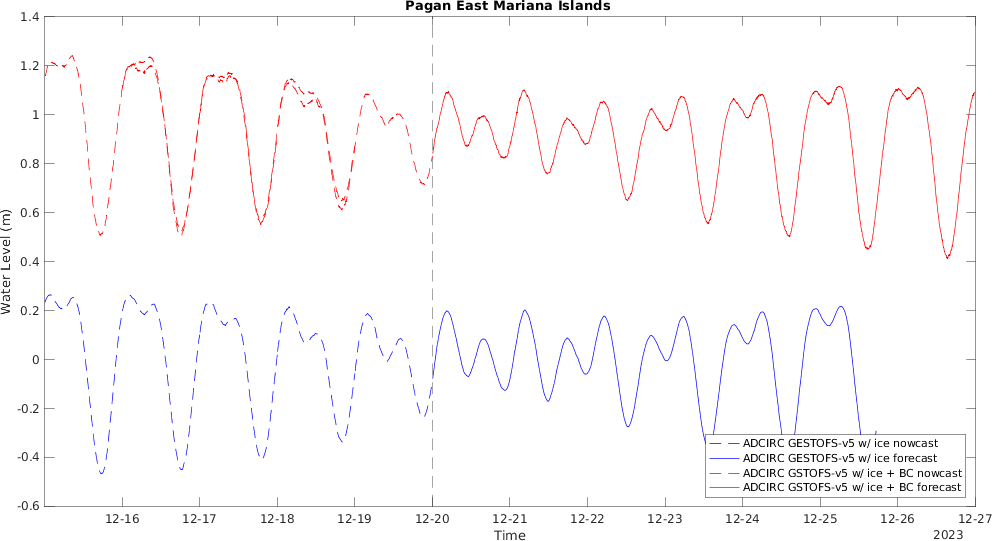 Pagan East Mariana Islands
Water Level (m)
1.4
1.2
1
0.8
0.6
0.4
0.2
0
-0.2
-0.4
-0.6
ADCIRC GESTOFS-v5 w/ ice nowcast
ADCIRC GESTOFS-v5 w/ ice forecast
ADCIRC GSTOFS-v5 w/ ice + BC nowcast
ADCIRC GSTOFS-v5 w/ ice + BC forecast
12-16 12-17 12-18 12-19 12-20 12-21 12-22 12-23 12-24 12-25 12-26 12-27
Time
2023